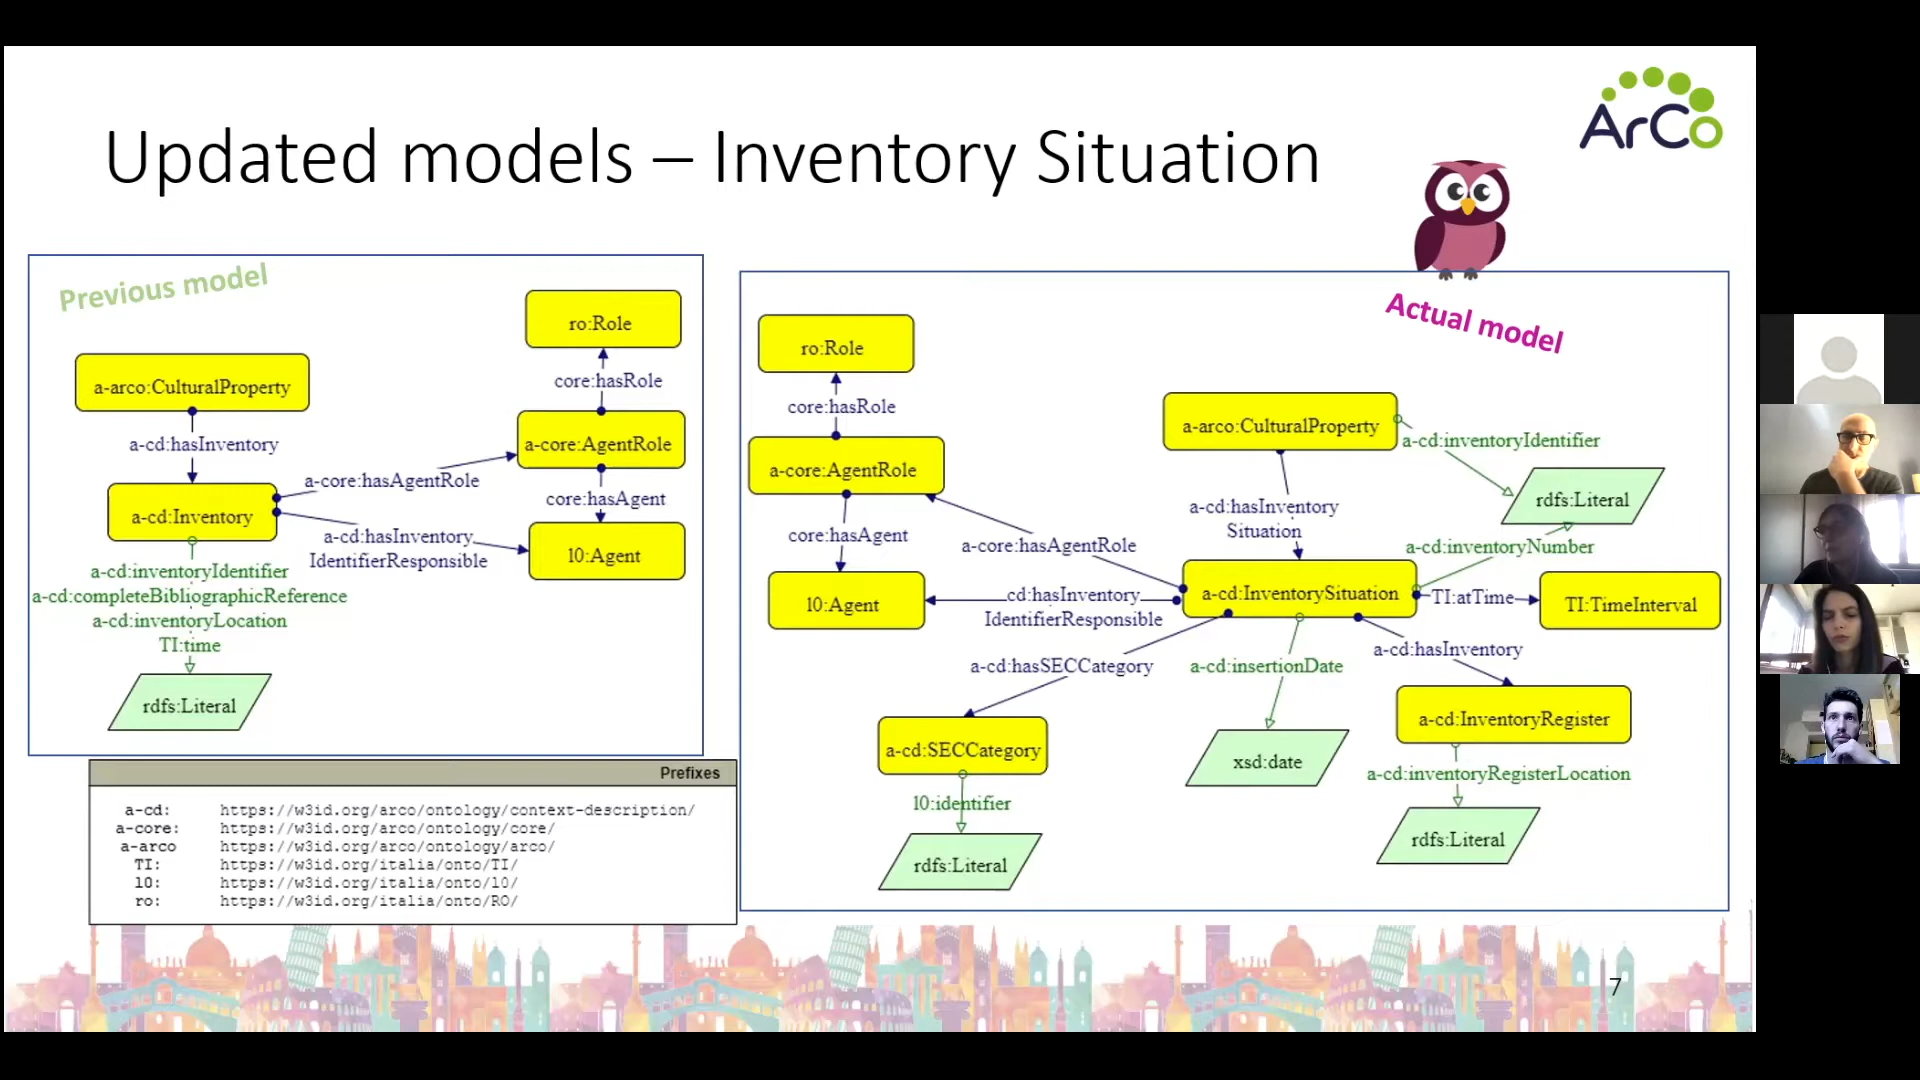 ArCo
Updated models – Inventory Situation
Previous model
ro:Role
core:hasRole
a-arco:CulturalProperty
a-cd:hasInventory
a-core:AgentRole
a-core:hasAgentRole
core:hasAgent
a-cd:Inventory
a-cd:hasInventory
IdentifierResponsible
l0:Agent
a-cd:inventoryIdentifier
a-cd:completeBibliographicReference
a-cd:inventoryLocation
TI:time
rdfs:Literal
Prefixes
a-cd: https://w3id.org/arco/ontology/context-description/
a-core: https://w3id.org/arco/ontology/core/
a-arco https://w3id.org/arco/ontology/arco/
TI: https://w3id.org/italia/onto/TI/
l0: https://w3id.org/italia/onto/l0/
ro: https://w3id.org/italia/onto/RO/
Actual model
ro:Role
core:hasRole
a-arco:CulturalProperty
a-cd:inventoryIdentifier
a-core:AgentRole
rdfs:Literal
a-cd:hasInventory
Situation
core:hasAgent
a-core:hasAgentRole
a-cd:inventoryNumber
l0:Agent
cd:hasInventory
IdentifierResponsible
a-cd:InventorySituation
TI:atTime
TI:TimeInterval
a-cd:hasInventory
a-cd:hasSECCategory
a-cd:insertionDate
a-cd:InventoryRegister
a-cd:SECCategory
xsd:date
a-cd:inventoryRegisterLocation
l0:identifier
rdfs:Literal
rdfs:Literal
7